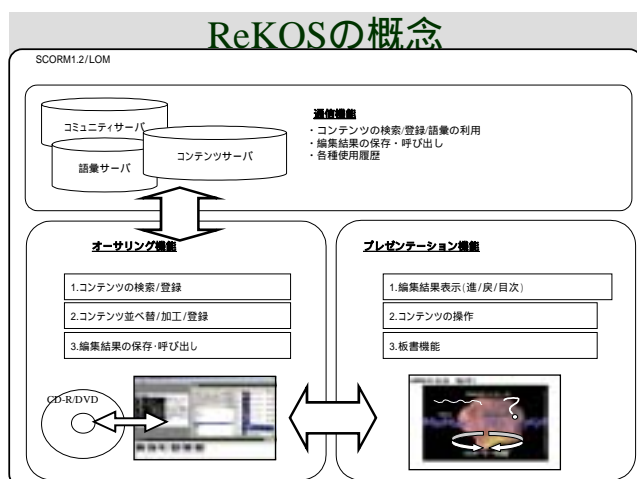 ReKOSの概念
SCORM1.2/LOM
コミュニティサーバ
語彙サーバ
コンテンツサーバ
通信機能
・コンテンツの検索/登録/語彙の利用
・編集結果の保存・呼び出し
・各種使用履歴
オーサリング機能
1.コンテンツの検索/登録
2.コンテンツ並べ替/加工/登録
3.編集結果の保存・呼び出し
CD-R/DVD
プレゼンテーション機能
1.編集結果表示(進/戻/目次)
2.コンテンツの操作
3.板書機能